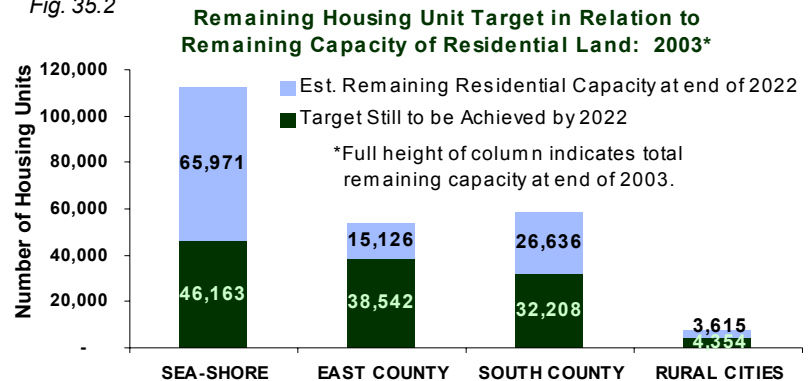 Fig. 35.2
Remaining Housing Unit Target in Relation to
Remaining Capacity of Residential Land: 2003*
Number of Housing Units
120,000
100,000
80,000
60,000
40,000
20,000
-
Est. Remaining Residential Capacity at end of 2022
Target Still to be Achieved by 2022
*Full height of column indicates total
remaining capacity at end of 2003.
65,971
46,163
15,126
38,542
26,636
32,208
3,615
4,354
SEA-SHORE EAST COUNTY SOUTH COUNTY RURAL CITIES